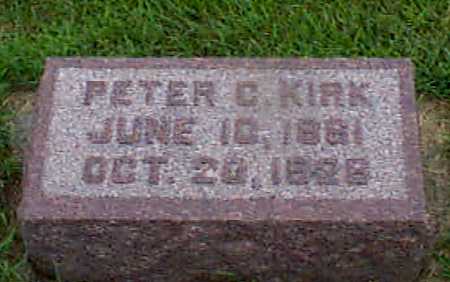 PETER C. KIRK
JUNE 10, 1861
OCT. 20, 1926